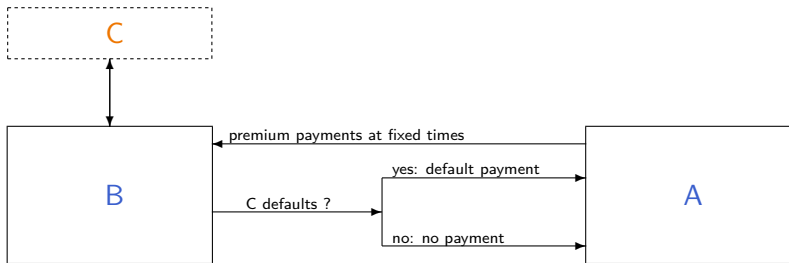 C
premium payments at fixed times
yes: default payment
B
A
C defaults ?
no: no payment